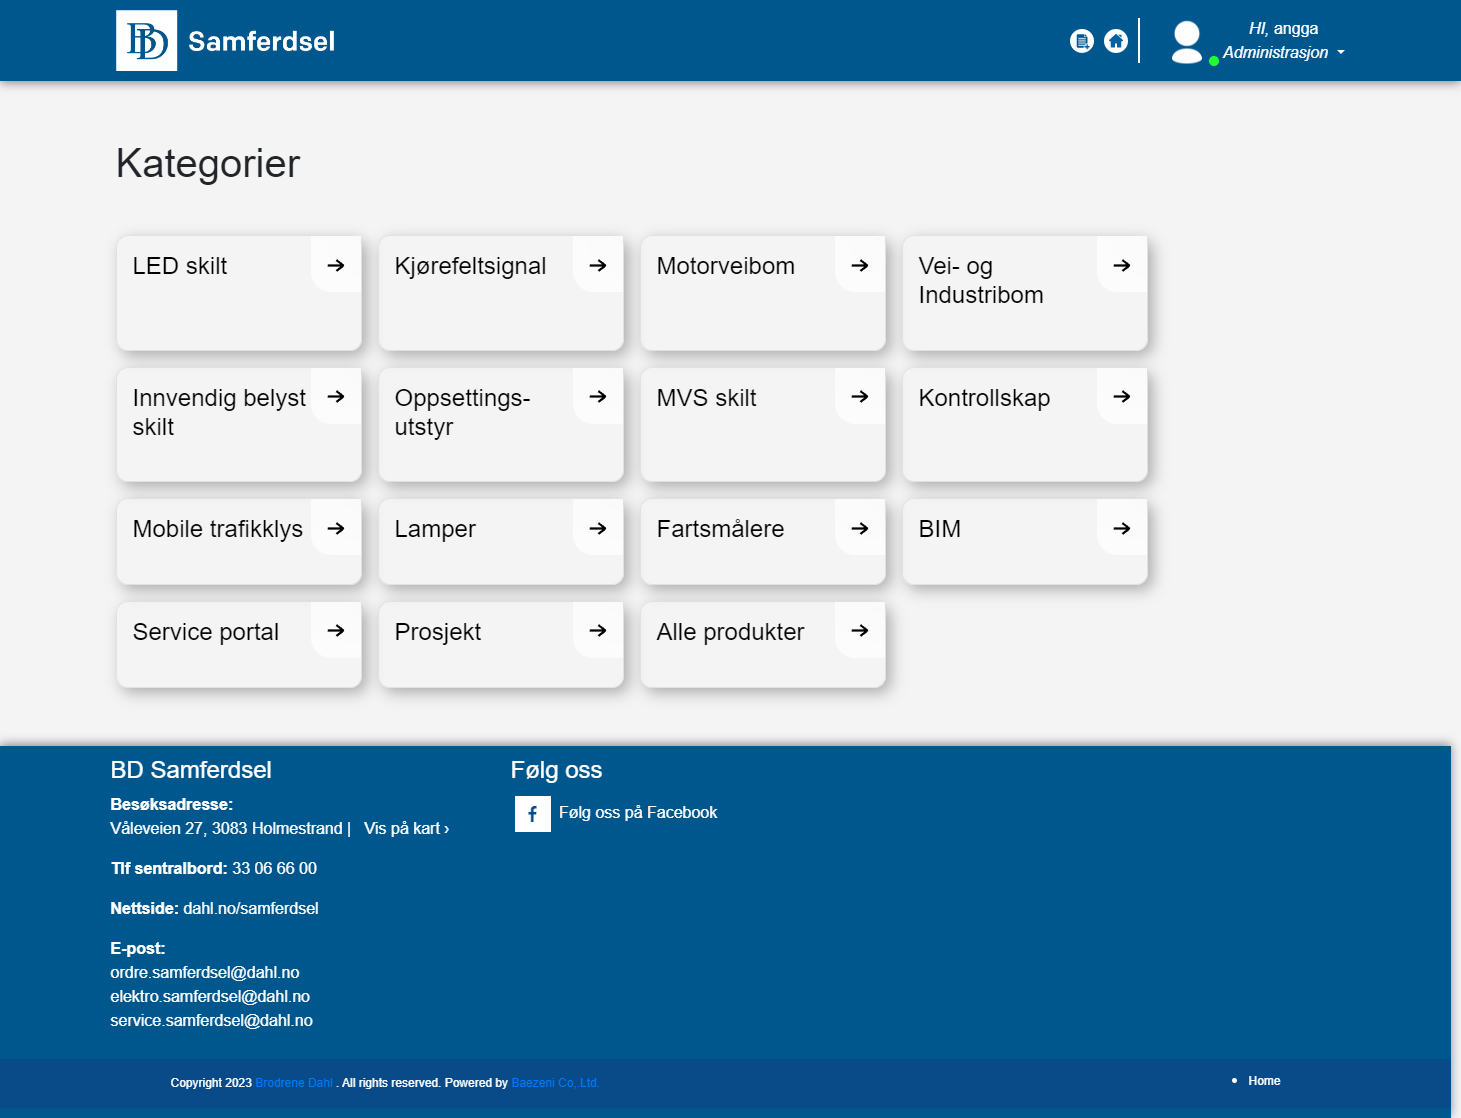 BD Samferdsel
HI, angga
Administrasjon
Kategorier
LED skilt
Kjørefeltsignal
Motorveibom
Vei- og
Industribom
Innvendig belyst
skilt
Oppsettings-
utstyr
MVS skilt
Kontrollskap
Mobile trafikklys
Lamper
Fartsmålere
BIM
Service portal
Prosjekt
Alle produkter
BD Samferdsel
Besøksadresse:
Våleveien 27, 3083 Holmestrand | Vis på kart ›
Tlf sentralbord: 33 06 66 00
Nettside: dahl.no/samferdsel
E-post:
ordre.samferdsel@dahl.no
elektro.samferdsel@dahl.no
service.samferdsel@dahl.no
Følg oss
f Følg oss på Facebook
Copyright 2023 Brodrene Dahl . All rights reserved. Powered by Baezeni Co,.Ltd.
• Home